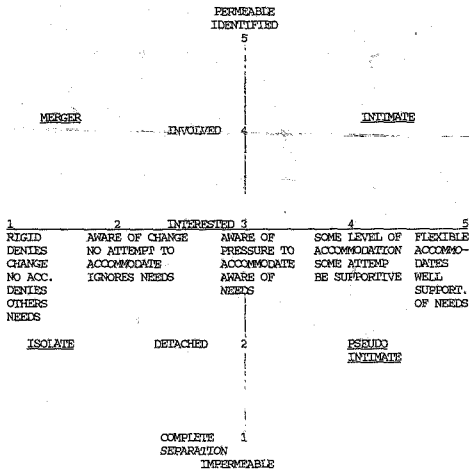 PERMEABLE
IDENTIFIED
5
MERGER
INTIMATE
INVOLVED 4
1 2 INTERESTED 3 4 5
RIGID AWARE OF CHANGE AWARE OF SOME LEVEL OF FLEXIBLE
DENIES NO ATTEMPT TO PRESSURE TO ACCOMMODATION ACCOMMO-
CHANGE ACCOMMODATE ACCOMMODATE SOME ATTEMP DATES
NO ACC. IGNORES NEEDS AWARE OF BE SUPPORTIVE WELL
DENIES NEEDS SUPPORT.
OTHERS OF NEEDS
NEEDS
ISOLATE DETACHED 2 PSEUDO
INTIMATE
COMPLETE 1
SEPARATION
IMPERMEABLE